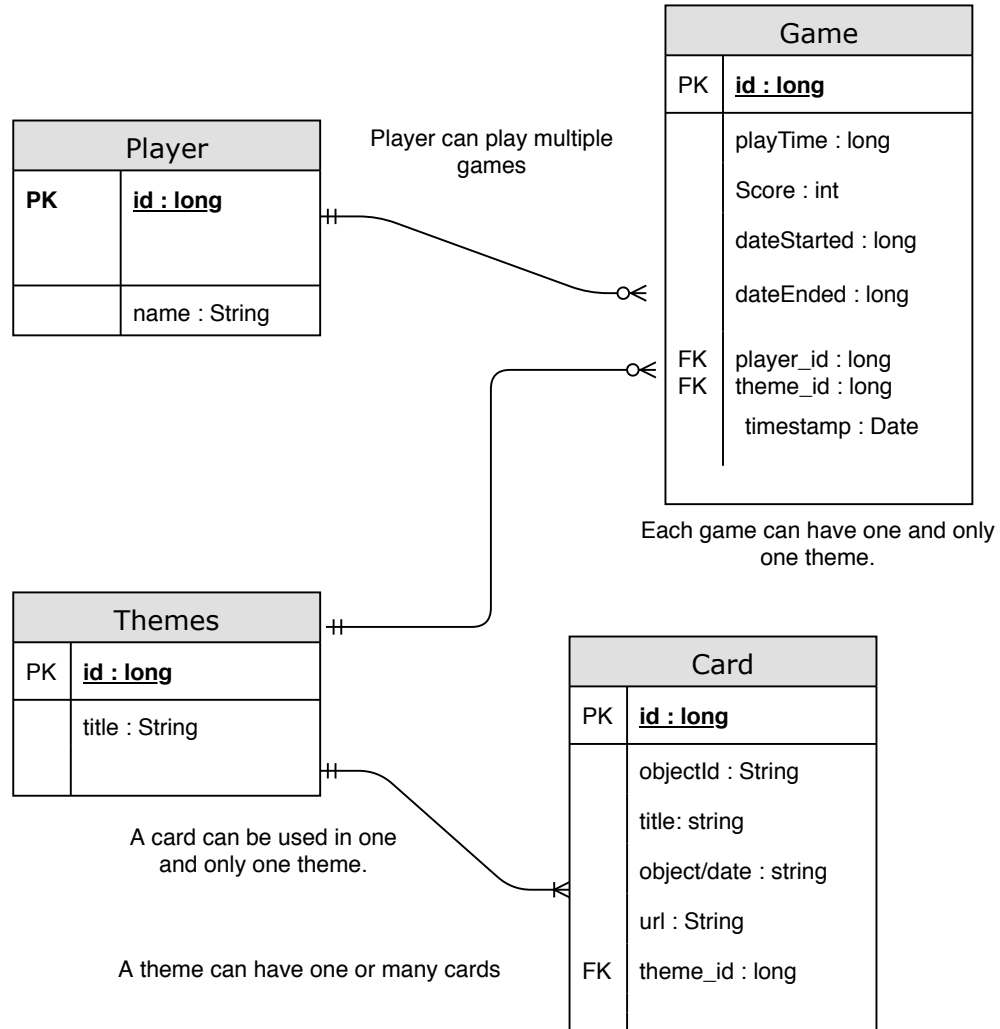 Game
PK id : long
playTime : long
Score : int
dateStarted : long
dateEnded : long
FK player_id : long
FK theme_id : long
timestamp : Date
Player
PK id : long
name : String
Player can play multiple
games
Each game can have one and only
one theme.
Themes
PK id : long
title : String
Card
PK id : long
objectId : String
title: string
object/date : string
url : String
FK theme_id : long
A card can be used in one
and only one theme.
A theme can have one or many cards